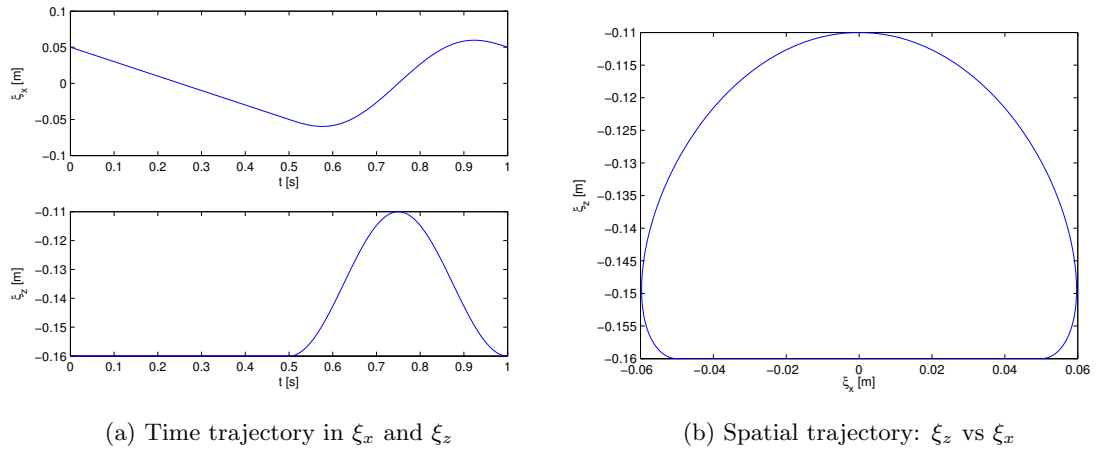 0.1
0.05
0
−0.05
−0.1
ξx [m]
0 0.1 0.2 0.3 0.4 0.5 0.6 0.7 0.8 0.9 1
t [s]
−0.11
−0.12
−0.13
−0.14
−0.15
−0.16
ξz [m]
0 0.1 0.2 0.3 0.4 0.5 0.6 0.7 0.8 0.9 1
t [s]
(a) Time trajectory in ξx and ξz
−0.11
−0.115
−0.12
−0.125
−0.13
−0.135
−0.14
−0.145
−0.15
−0.155
−0.16
ξz [m]
−0.06 −0.04 −0.02 0 0.02 0.04 0.06
ξx [m]
(b) Spatial trajectory: ξz vs ξx